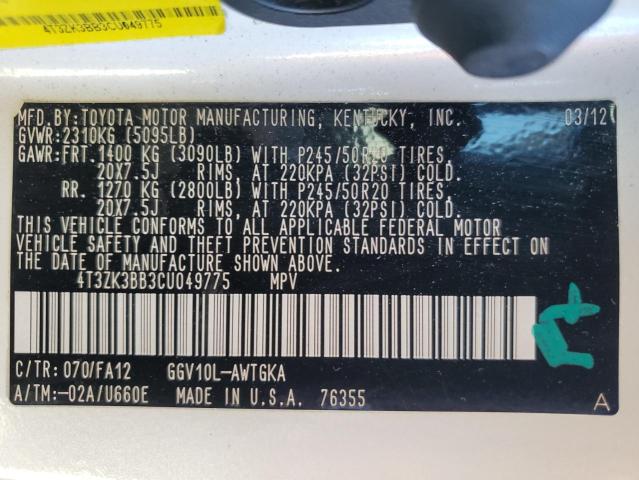 4T3ZK3BB3CU049775
MFD.BY:TOYOTA MOTOR MANUFACTURING, KENTUCKY, INC. 03/12
GVWR:2310KG (5095LB)
GAWR:FRT.1400 KG (3090LB) WITH P245/50R20 TIRES,
20X7.5J RIMS, AT 220KPA (32PSI) COLD.
RR. 1270 KG (2800LB) WITH P245/50R20 TIRES,
20X7.5J RIMS, AT 220KPA (32PSI) COLD.
THIS VEHICLE CONFORMS TO ALL APPLICABLE FEDERAL MOTOR
VEHICLE SAFETY AND THEFT PREVENTION STANDARDS IN EFFECT ON
THE DATE OF MANUFACTURE SHOWN ABOVE.
4T3ZK3BB3CU049775 MPV
C/TR:070/FA12 GGV10L-AWTGKA
A/TM:-02A/U660E MADE IN U.S.A. 76355 A